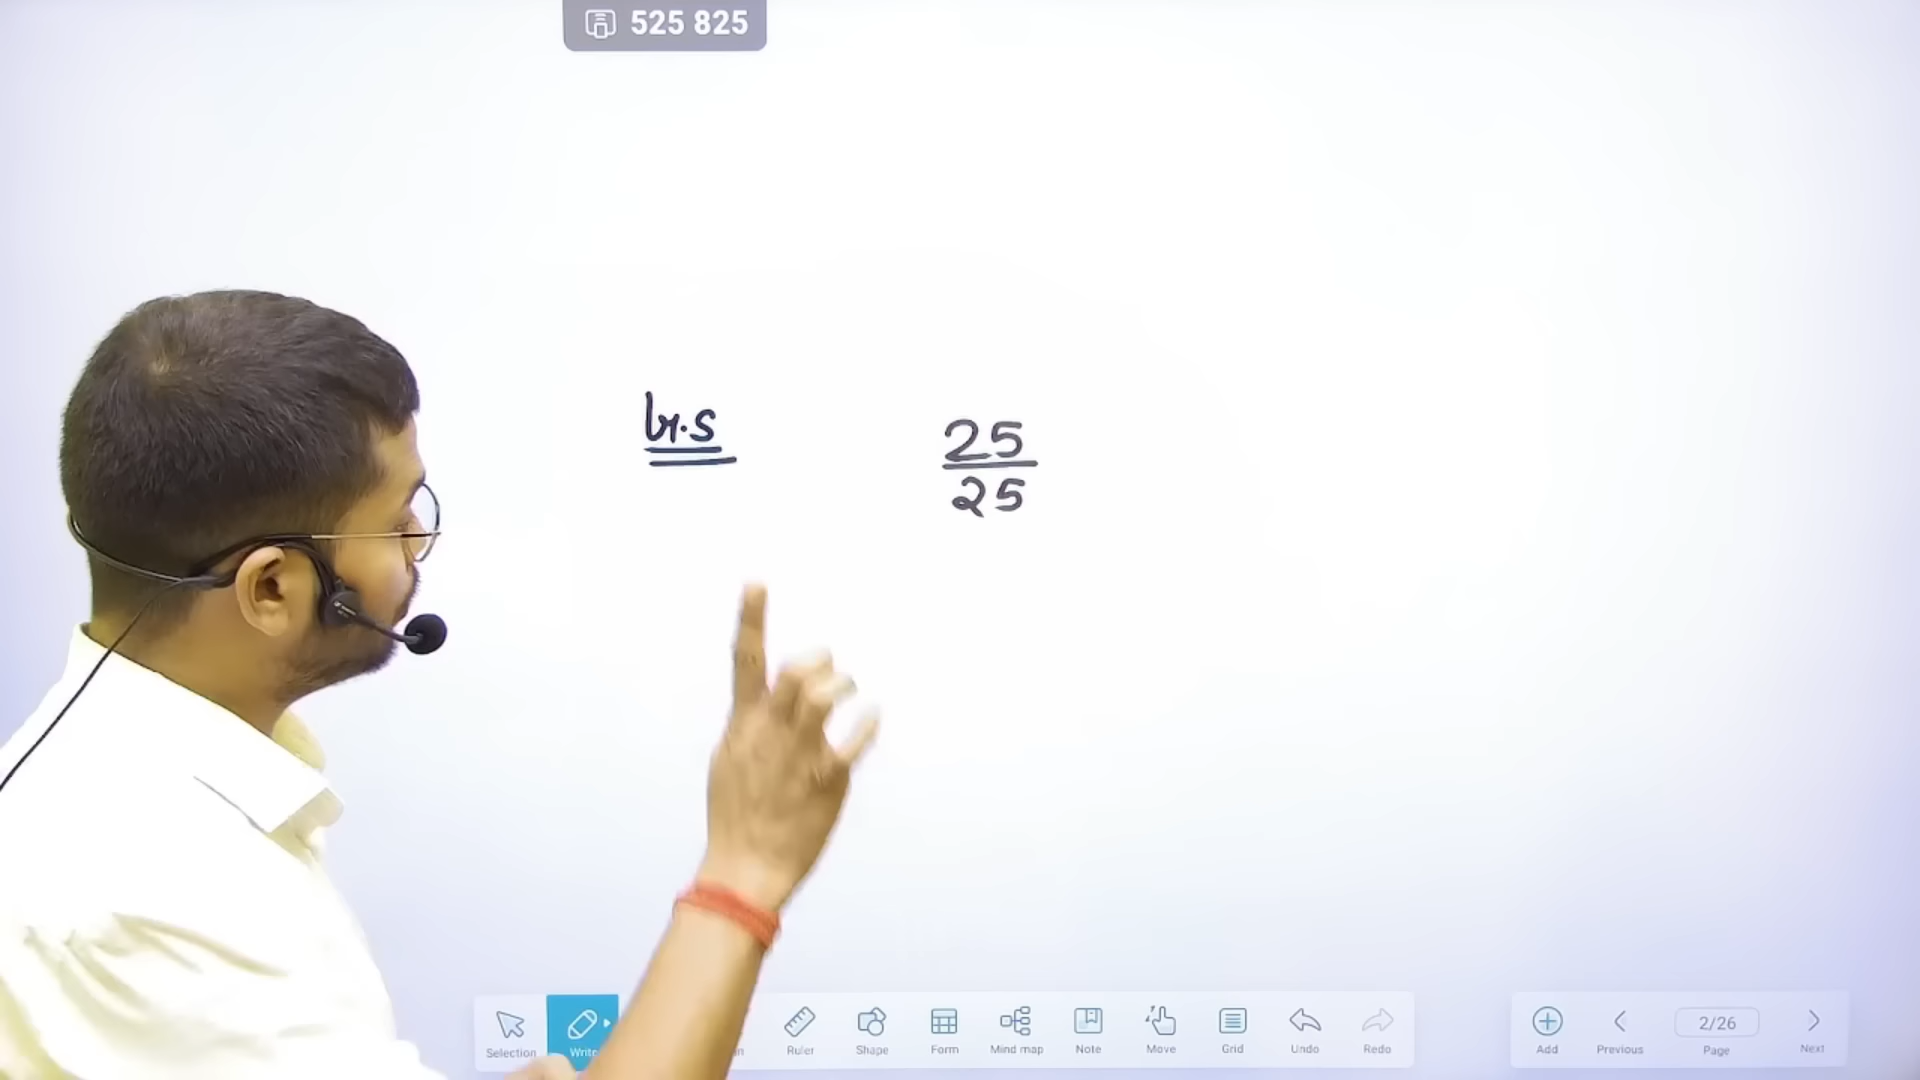 525 825
G.S
25
25
Selection
Write
Ruler
Shape
Form
Mind map
Note
Move
Grid
Undo
Redo
Add
Previous
2/26
Page
Next